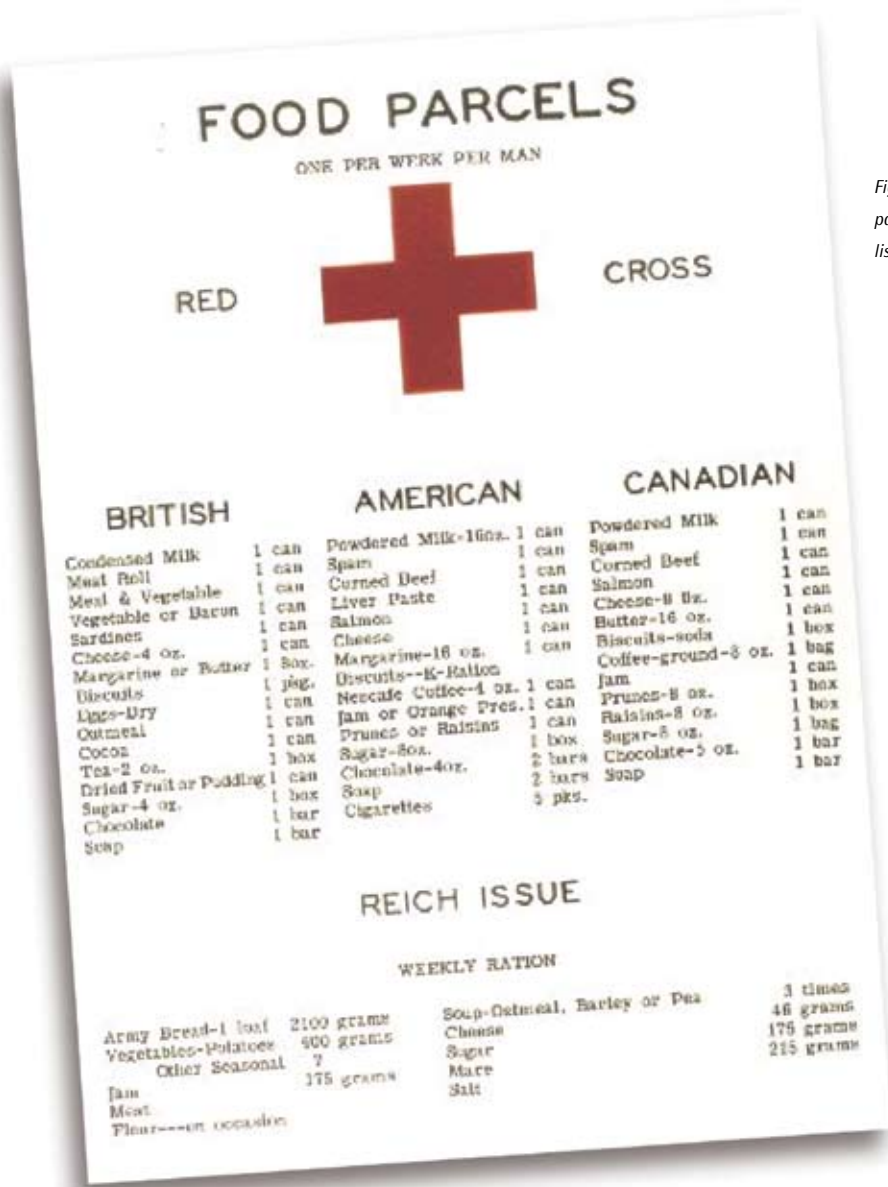 FOOD PARCELS
ONE PER WEEK PER MAN
RED CROSS
BRITISH
Condensed Milk 1 can
Meat Roll 1 can
Meat & Vegetable 1 can
Vegetable or Bacon 1 can
Sardines 1 can
Cheese-4 oz. 1 can
Margarine or Butter 1 Box.
Biscuits 1 pkg.
Eggs-Dry 1 can
Oatmeal 1 can
Cocoa 1 can
Tea-2 oz. 1 box
Dried Fruit or Pudding 1 can
Sugar-4 oz. 1 box
Chocolate 1 bar
Soap 1 bar
AMERICAN
Powdered Milk-16oz. 1 can
Spam 1 can
Corned Beef 1 can
Liver Paste 1 can
Salmon 1 can
Cheese 1 can
Margarine-16 oz. 1 can
Biscuits--K-Ration
Nescafe Coffee-4 oz. 1 can
Jam or Orange Pres. 1 can
Prunes or Raisins 1 can
Sugar-8oz. 1 box
Chocolate-4oz. 2 bars
Soap 2 bars
Cigarettes 5 pks.
CANADIAN
Powdered Milk 1 can
Spam 1 can
Corned Beef 1 can
Salmon 1 can
Cheese-8 oz. 1 can
Butter-16 oz. 1 can
Biscuits-soda 1 box
Coffee-ground-8 oz. 1 bag
Jam 1 can
Prunes-8 oz. 1 box
Raisins-8 oz. 1 box
Sugar-8 oz. 1 bag
Chocolate-5 oz. 1 bar
Soap 1 bar
REICH ISSUE
WEEKLY RATION
Army Bread-1 loaf 2100 grams
Vegetables-Potatoes grams
Other Seasonal ?
Jam 175 grams
Meat
Flour---on occasion
Soup-Oatmeal, Barley or Pea 3 times
Cheese 46 grams
Sugar 175 grams
215 grams
Salt